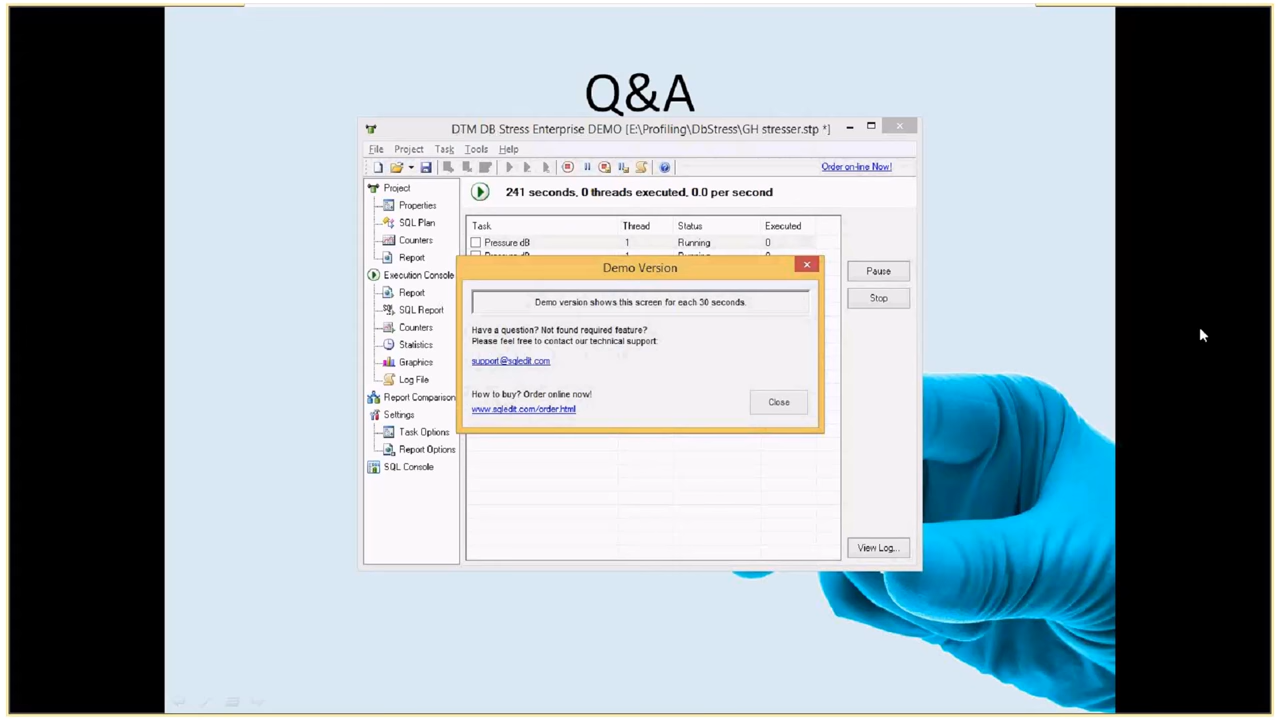 Q&A
DTM DB Stress Enterprise DEMO [E:\Profiling\DbStress\GH stresser.stp *]
File Project Task Tools Help
Order on-line Now!
Project
Properties
SQL Plan
Counters
Report
Execution Console
Report
SQL Report
Counters
Statistics
Graphics
Log File
Report Comparison
Settings
Task Options
Report Options
SQL Console
241 seconds, 0 threads executed, 0.0 per second
Task Thread Status Executed
Pressure dB 1 Running 0
Pressure dB
Demo Version
Demo version shows this screen for each 30 seconds.
Have a question? Not found required feature?
Please feel free to contact our technical support:
support@sqledit.com
How to buy? Order online now!
www.sqledit.com/order.html
Close
Pause
Stop
View Log...